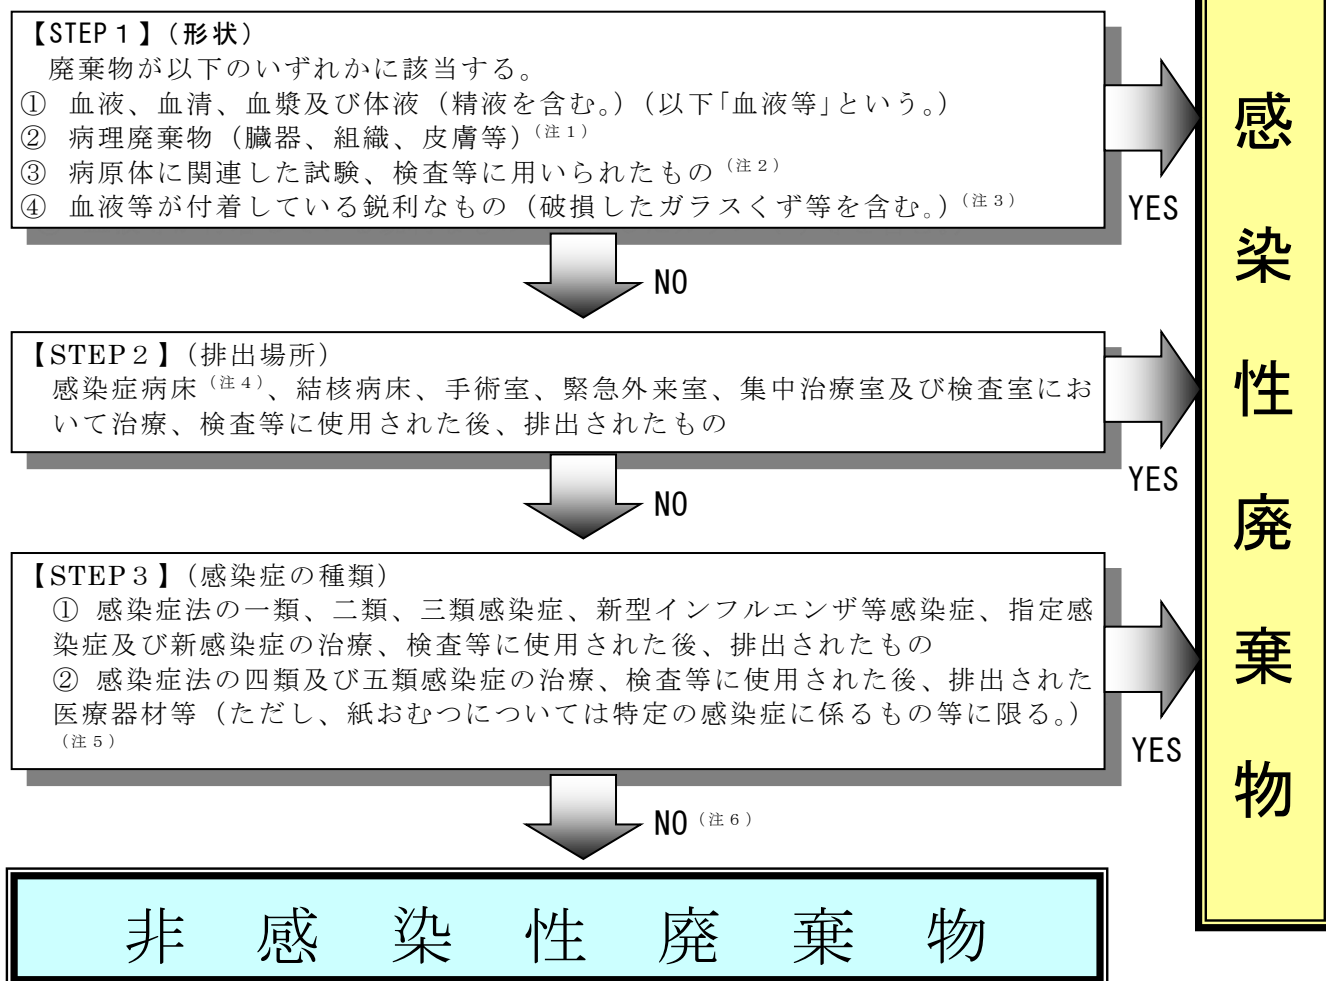 【STEP１】（形状）
廃棄物が以下のいずれかに該当する。
① 血液、血清、血漿及び体液（精液を含む。）（以下「血液等」という。）
② 病理廃棄物（臓器、組織、皮膚等）（注１）
③ 病原体に関連した試験、検査等に用いられたもの（注２）
④ 血液等が付着している鋭利なもの（破損したガラスくず等を含む。）（注３）
YES
NO
【STEP２】（排出場所）
感染症病床（注４）、結核病床、手術室、緊急外来室、集中治療室及び検査室にお
いて治療、検査等に使用された後、排出されたもの
YES
NO
【STEP３】（感染症の種類）
① 感染症法の一類、二類、三類感染症、新型インフルエンザ等感染症、指定感
染症及び新感染症の治療、検査等に使用された後、排出されたもの
② 感染症法の四類及び五類感染症の治療、検査等に使用された後、排出された
医療器材等（ただし、紙おむつについては特定の感染症に係るもの等に限る。）
（注５）
YES
NO（注６）
感染性廃棄物
非感染性廃棄物